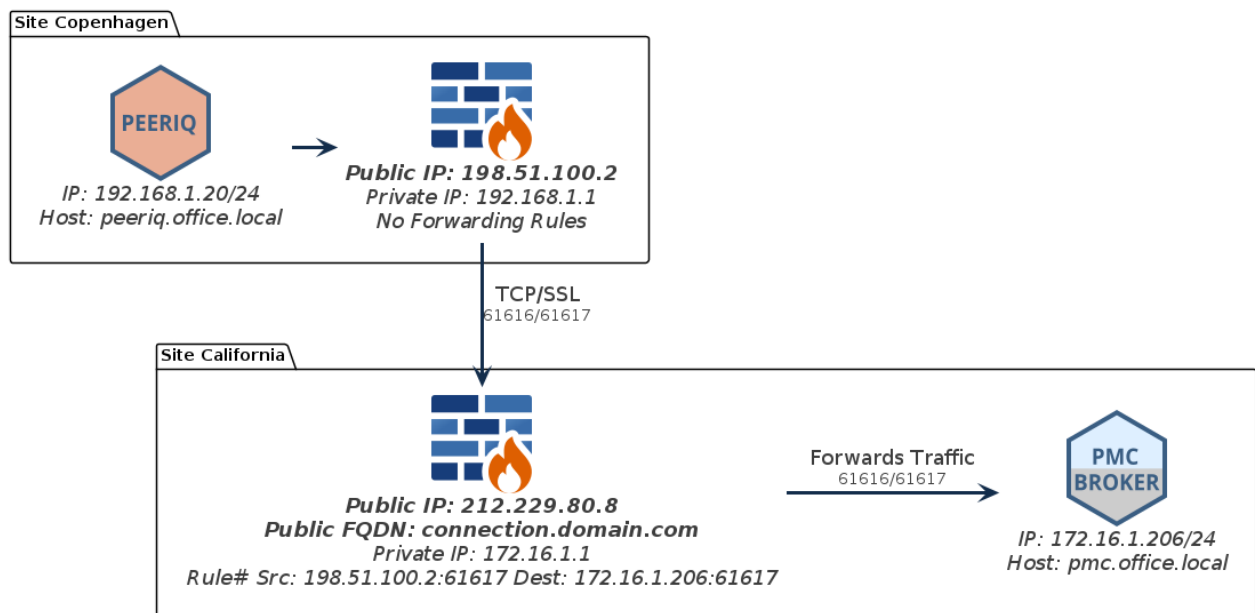 Site Copenhagen
PEERIQ
IP: 192.168.1.20/24
Host: peeriq.office.local
Public IP: 198.51.100.2
Private IP: 192.168.1.1
No Forwarding Rules
TCP/SSL
61616/61617
Site California
Public IP: 212.229.80.8
Public FQDN: connection.domain.com
Private IP: 172.16.1.1
Rule# Src: 198.51.100.2:61617 Dest: 172.16.1.206:61617
Forwards Traffic
61616/61617
PMC
BROKER
IP: 172.16.1.206/24
Host: pmc.office.local